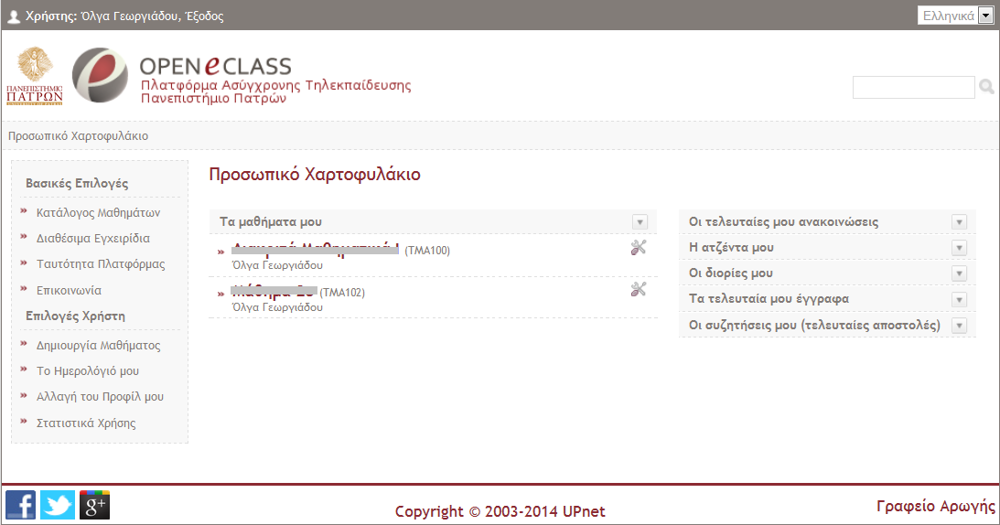 Χρήστης: Όλγα Γεωργιάδου, Έξοδος
Ελληνικά
ΠΑΝΕΠΙΣΤΗΜΙΟ
ΠΑΤΡΩΝ
UNIVERSITY OF PATRAS
OPEN eCLASS
Πλατφόρμα Ασύγχρονης Τηλεκπαίδευσης
Πανεπιστήμιο Πατρών
Προσωπικό Χαρτοφυλάκιο
Βασικές Επιλογές
Κατάλογος Μαθημάτων
Διαθέσιμα Εγχειρίδια
Ταυτότητα Πλατφόρμας
Επικοινωνία
Επιλογές Χρήστη
Δημιουργία Μαθήματος
Το Ημερολόγιό μου
Αλλαγή του Προφίλ μου
Στατιστικά Χρήσης
Προσωπικό Χαρτοφυλάκιο
Τα μαθήματα μου
(TMA100)
Όλγα Γεωργιάδου
(TMA102)
Όλγα Γεωργιάδου
Οι τελευταίες μου ανακοινώσεις
Η ατζέντα μου
Οι διορίες μου
Τα τελευταία μου έγγραφα
Οι συζητήσεις μου (τελευταίες αποστολές)
Copyright © 2003-2014 UPnet
Γραφείο Αρωγής